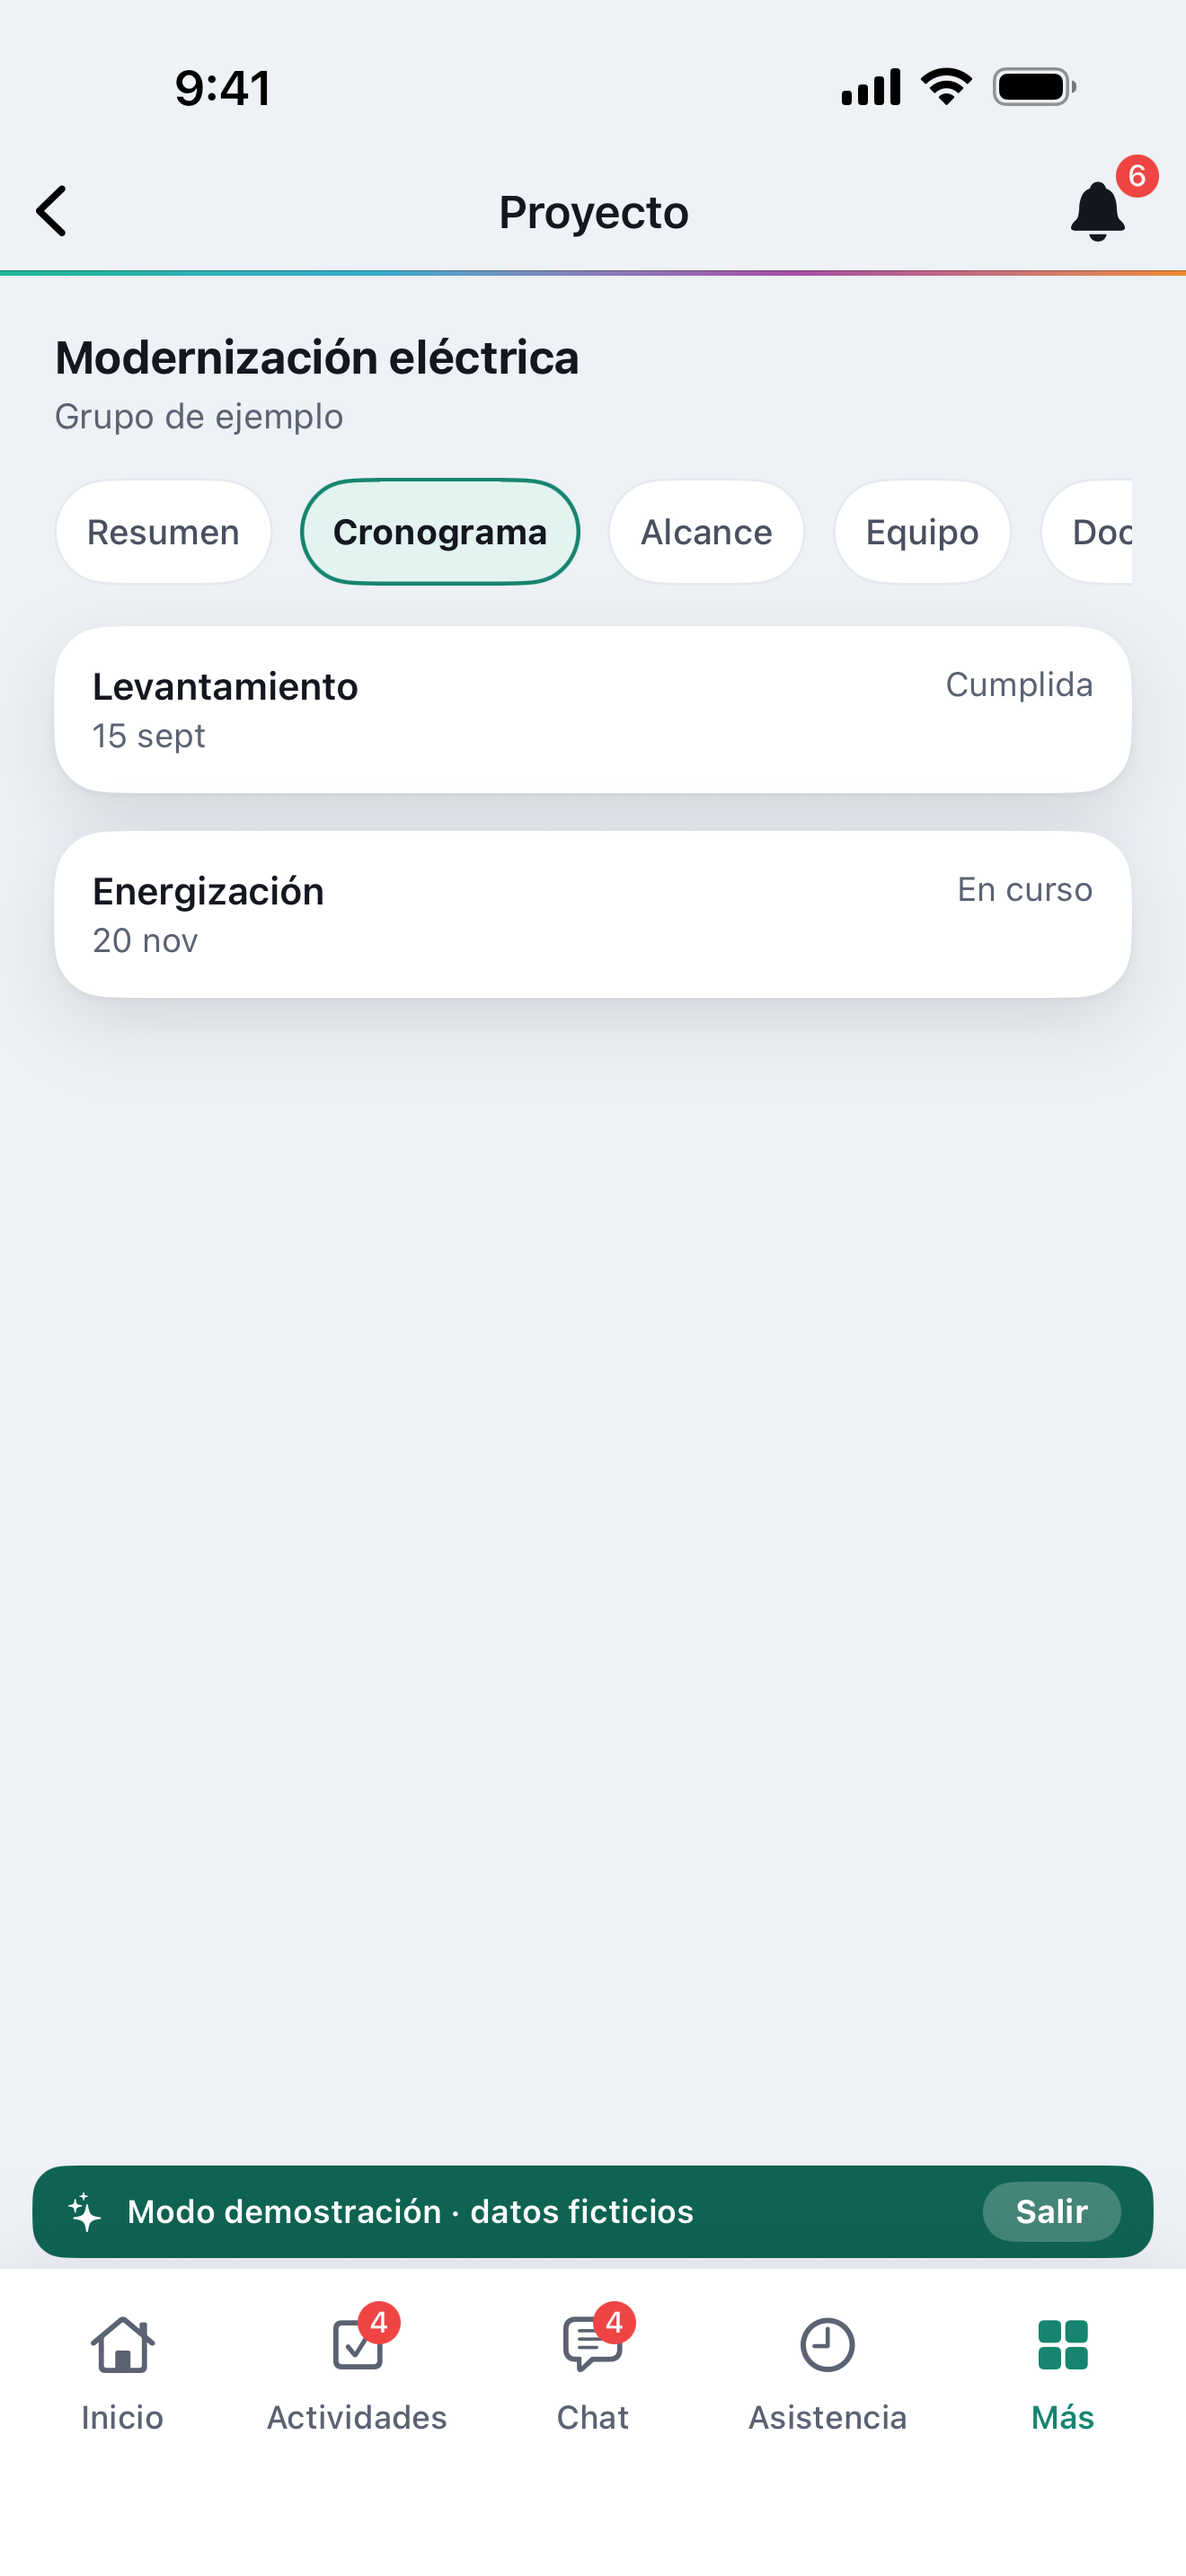 9:41
Proyecto
6
Modernización eléctrica
Grupo de ejemplo
Resumen
Cronograma
Alcance
Equipo
Doc
Levantamiento
Cumplida
15 sept
Energización
En curso
20 nov
Modo demostración · datos ficticios
Salir
4
4
Inicio
Actividades
Chat
Asistencia
Más